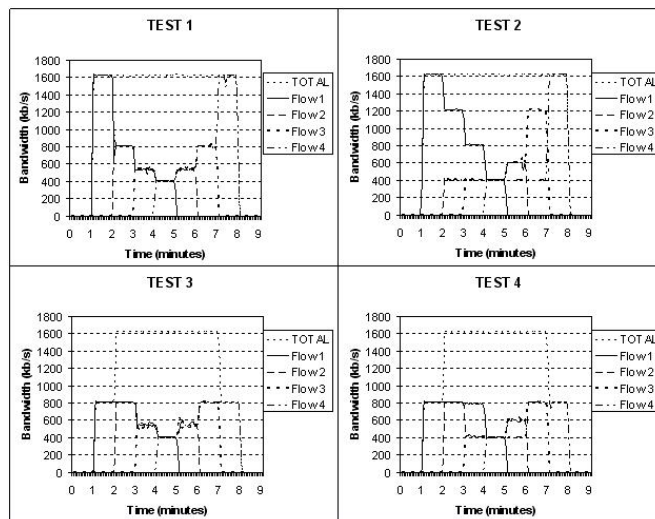 TEST 1
Bandwidth (kb/s)
1800
1600
1400
1200
1000
800
600
400
200
0
0 1 2 3 4 5 6 7 8 9
Time (minutes)
TOTAL
Flow1
Flow2
Flow3
Flow4
TEST 2
Bandwidth (kb/s)
1800
1600
1400
1200
1000
800
600
400
200
0
0 1 2 3 4 5 6 7 8 9
Time (minutes)
TOTAL
Flow1
Flow2
Flow3
Flow4
TEST 3
Bandwidth (kb/s)
1800
1600
1400
1200
1000
800
600
400
200
0
0 1 2 3 4 5 6 7 8 9
Time (minutes)
TOTAL
Flow1
Flow2
Flow3
Flow4
TEST 4
Bandwidth (kb/s)
1800
1600
1400
1200
1000
800
600
400
200
0
0 1 2 3 4 5 6 7 8 9
Time (minutes)
TOTAL
Flow1
Flow2
Flow3
Flow4